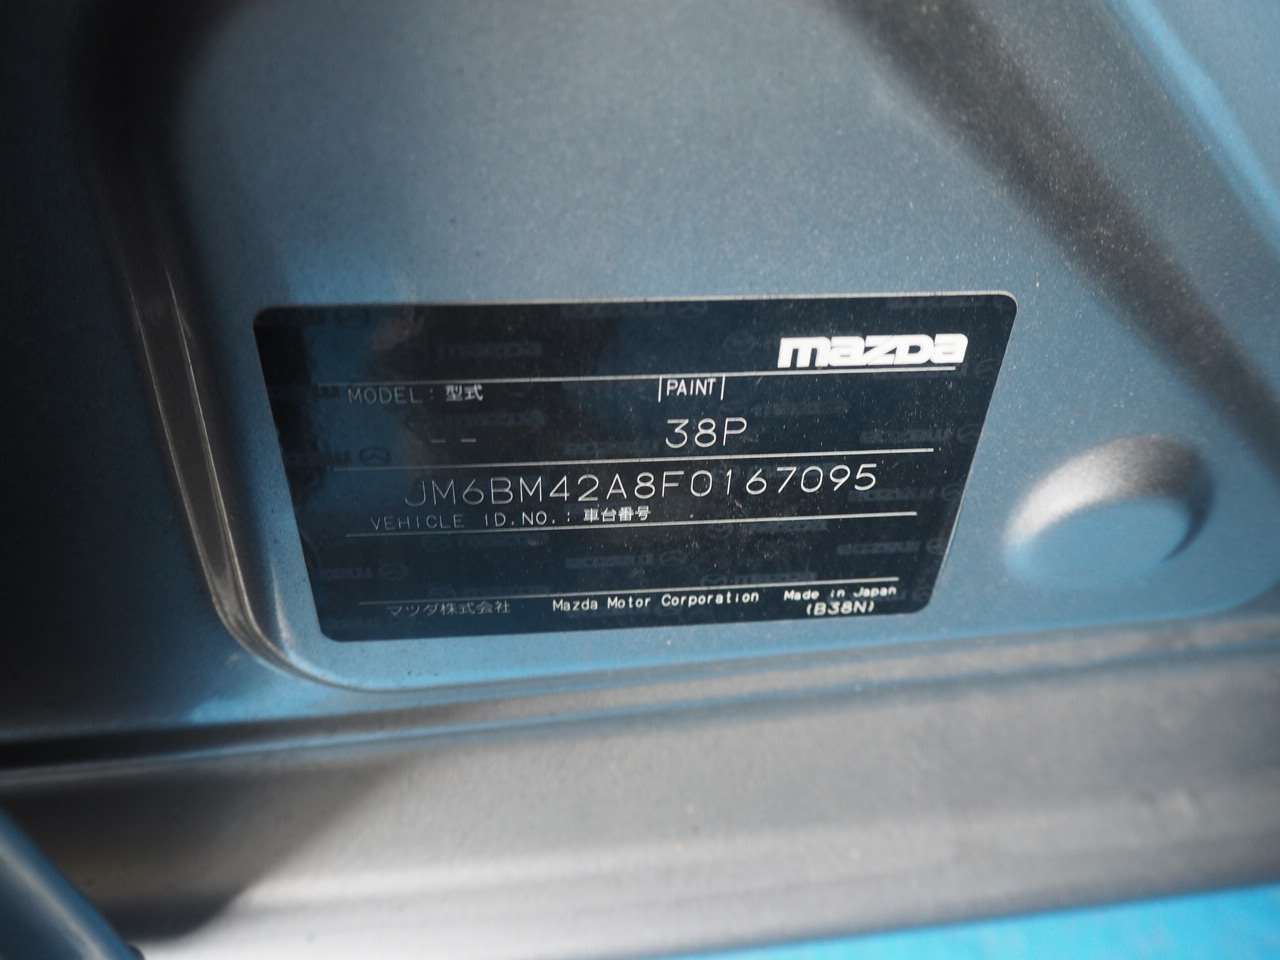 mazda
MODEL : 型式 PAINT
-- 38P
JM6BM42A8F0167095
VEHICLE ID.NO. : 車台番号
マツダ株式会社 Mazda Motor Corporation Made in Japan
(B38N)